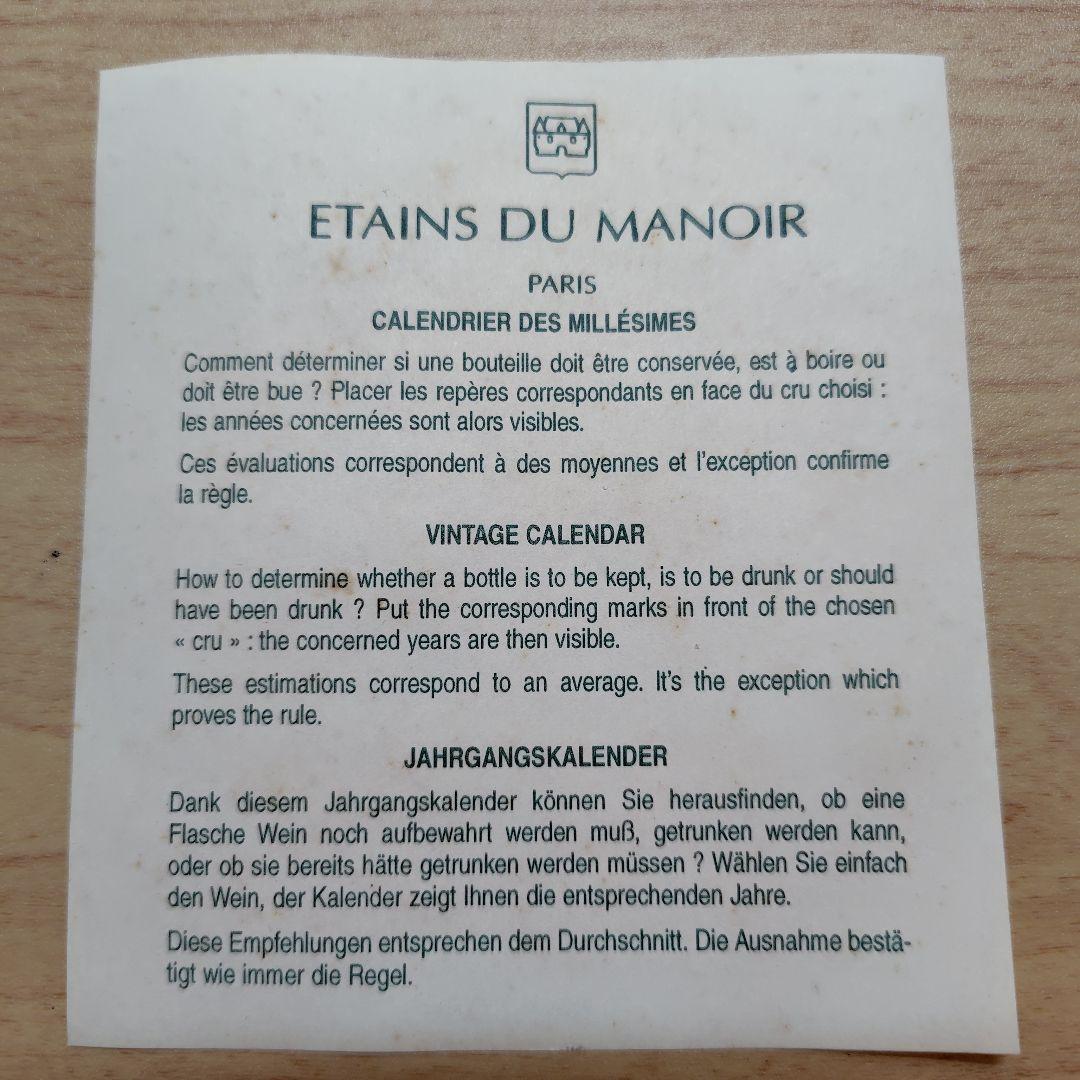 ETAINS DU MANOIR
PARIS
CALENDRIER DES MILLÉSIMES
Comment déterminer si une bouteille doit être conservée, est à boire ou
doit être bue ? Placer les repères correspondants en face du cru choisi :
les années concernées sont alors visibles.
Ces évaluations correspondent à des moyennes et l'exception confirme
la règle.
VINTAGE CALENDAR
How to determine whether a bottle is to be kept, is to be drunk or should
have been drunk ? Put the corresponding marks in front of the chosen
« cru » : the concerned years are then visible.
These estimations correspond to an average. It's the exception which
proves the rule.
JAHRGANGSKALENDER
Dank diesem Jahrgangskalender können Sie herausfinden, ob eine
Flasche Wein noch aufbewahrt werden muß, getrunken werden kann,
oder ob sie bereits hätte getrunken werden müssen ? Wählen Sie einfach
den Wein, der Kalender zeigt Ihnen die entsprechenden Jahre.
Diese Empfehlungen entsprechen dem Durchschnitt. Die Ausnahme bestä-
tigt wie immer die Regel.